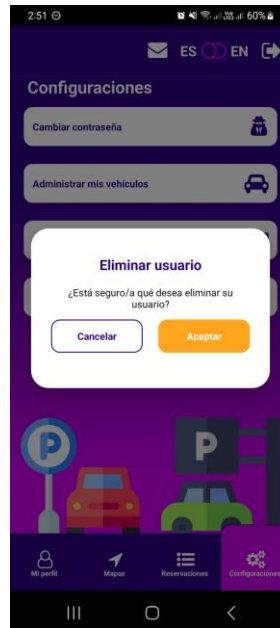 2:51
60%
ES EN
Configuraciones
Cambiar contraseña
Administrar mis vehículos
Eliminar usuario
¿Está seguro/a qué desea eliminar su
usuario?
Cancelar Aceptar
P P
Mi perfil Mapas Reservaciones Configuraciones